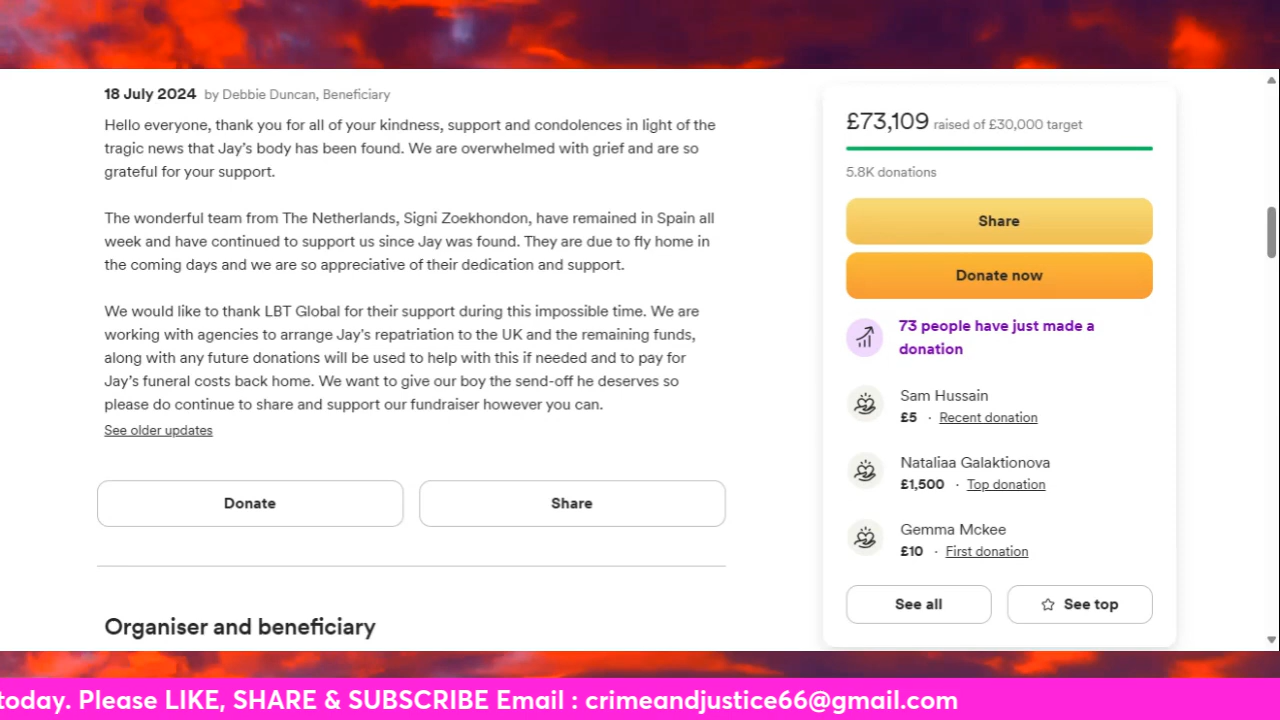 18 July 2024 by Debbie Duncan, Beneficiary
Hello everyone, thank you for all of your kindness, support and condolences in light of the
tragic news that Jay's body has been found. We are overwhelmed with grief and are so
grateful for your support.
The wonderful team from The Netherlands, Signi Zoekhondon, have remained in Spain all
week and have continued to support us since Jay was found. They are due to fly home in
the coming days and we are so appreciative of their dedication and support.
We would like to thank LBT Global for their support during this impossible time. We are
working with agencies to arrange Jay's repatriation to the UK and the remaining funds,
along with any future donations will be used to help with this if needed and to pay for
Jay's funeral costs back home. We want to give our boy the send-off he deserves so
please do continue to share and support our fundraiser however you can.
See older updates
Donate
Share
Organiser and beneficiary
£73,109 raised of £30,000 target
5.8K donations
Share
Donate now
73 people have just made a
donation
Sam Hussain
£5 · Recent donation
Nataliaa Galaktionova
£1,500 · Top donation
Gemma Mckee
£10 · First donation
See all
See top
today. Please LIKE, SHARE & SUBSCRIBE Email : crimeandjustice66@gmail.com